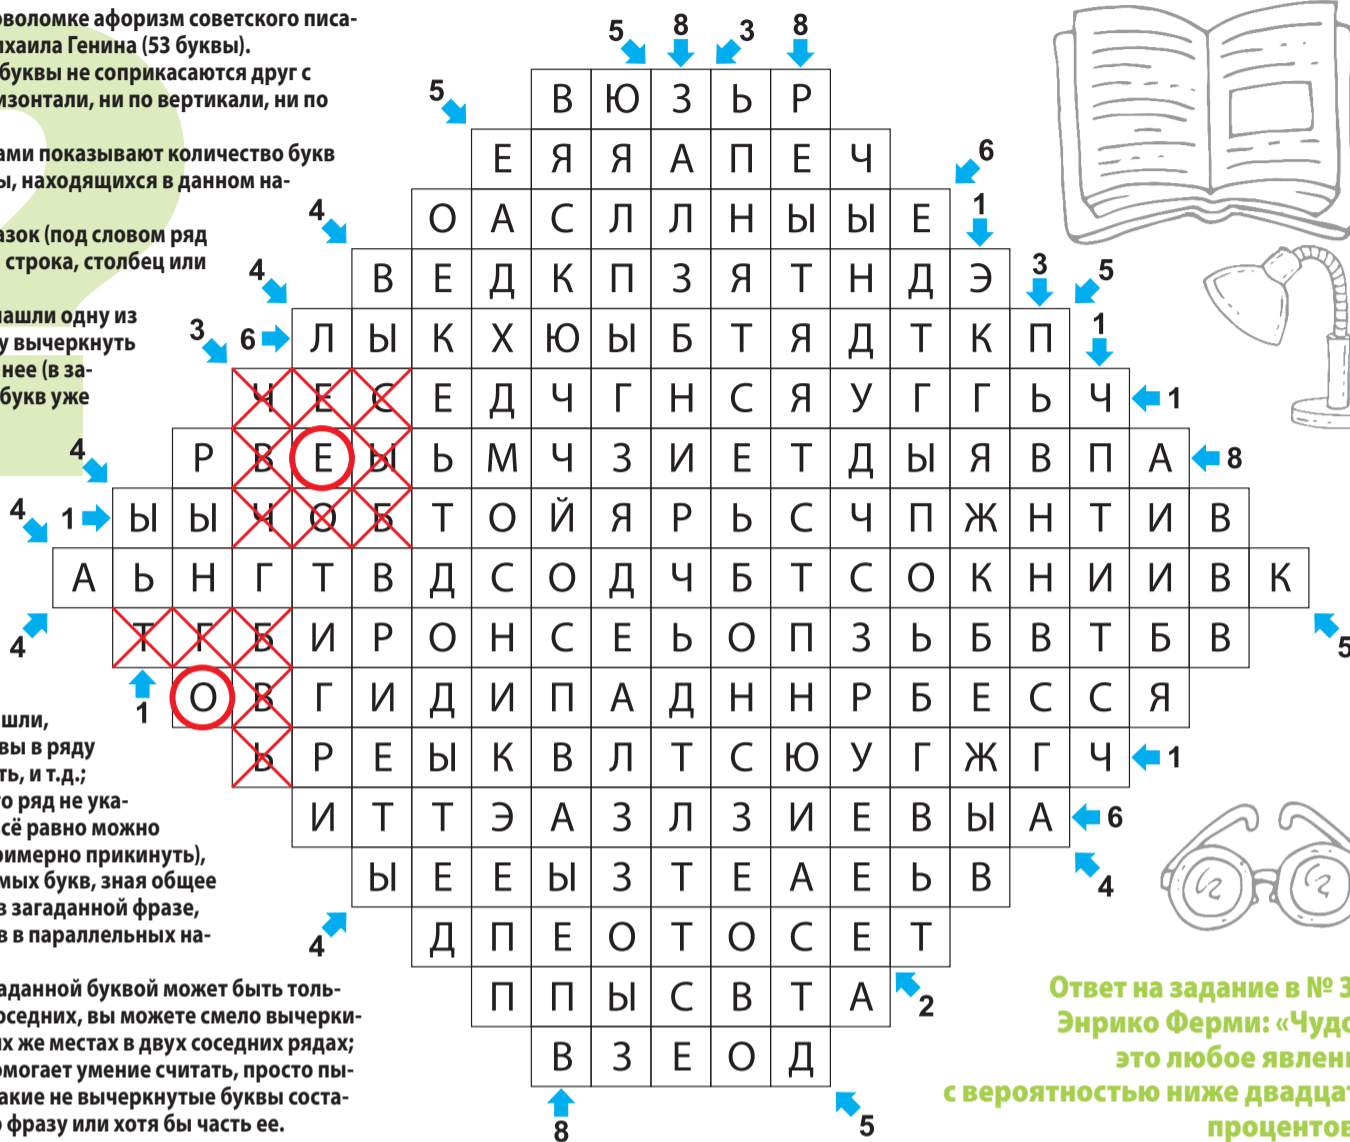 оволомке афоризм советского писа-
ихаила Генина (53 буквы).
буквы не соприкасаются друг с
изонтали, ни по вертикали, ни по
ами показывают количество букв
ы, находящихся в данном на-
азок (под словом ряд
строка, столбец или
нашли одну из
у вычеркнуть
нее (в за-
букв уже
5 8 3 8
5
В Ю З Ь Р
Е Я Я А П Е Ч
6
4 1
О А С Л Л Н Ы Ы Е
4 3 5
В Е Д К П З Я Т Н Д Э
3 6 1
Л Ы К Х Ю Ы Б Т Я Д Т К П
Ч Е С Е Д Ч Г Н С Я У Г Г Ь Ч 1
4
Р В Е Ы Ь М Ч З И Е Т Д Ы Я В П А 8
4 1 Ы Ы Ч О Б Т О Й Я Р Ь С Ч П Ж Н Т И В
А Ь Н Г Т В Д С О Д Ч Б Т С О К Н И И В К
4 Т Г Б И Р О Н С Е Ь О П З Ь Б В Т Б В 5
1 О В Г И Д И П А Д Н Н Р Б Е С С Я
Ь Р Е Ы К В Л Т С Ю У Г Ж Г Ч 1
И Т Т Э А З Л З И Е В Ы А 6
Ы Е Е Ы З Т Е А Е Ь В 4
4 Д П Е О Т О С Е Т
П П Ы С В Т А 2
В З Е О Д
8 5
шли,
вы в ряду
ть, и т.д.;
го ряд не ука-
всё равно можно
римерно прикинуть),
мых букв, зная общее
в загаданной фразе,
в в параллельных на-
аданной буквой может быть толь-
оседних, вы можете смело вычерки-
их же местах в двух соседних рядах;
омогает умение считать, просто пы-
акие не вычеркнутые буквы соста-
ю фразу или хотя бы часть ее.
Ответ на задание в № 3
Энрико Ферми: «Чудо
это любое явлени
с вероятностью ниже двадцат
процентов